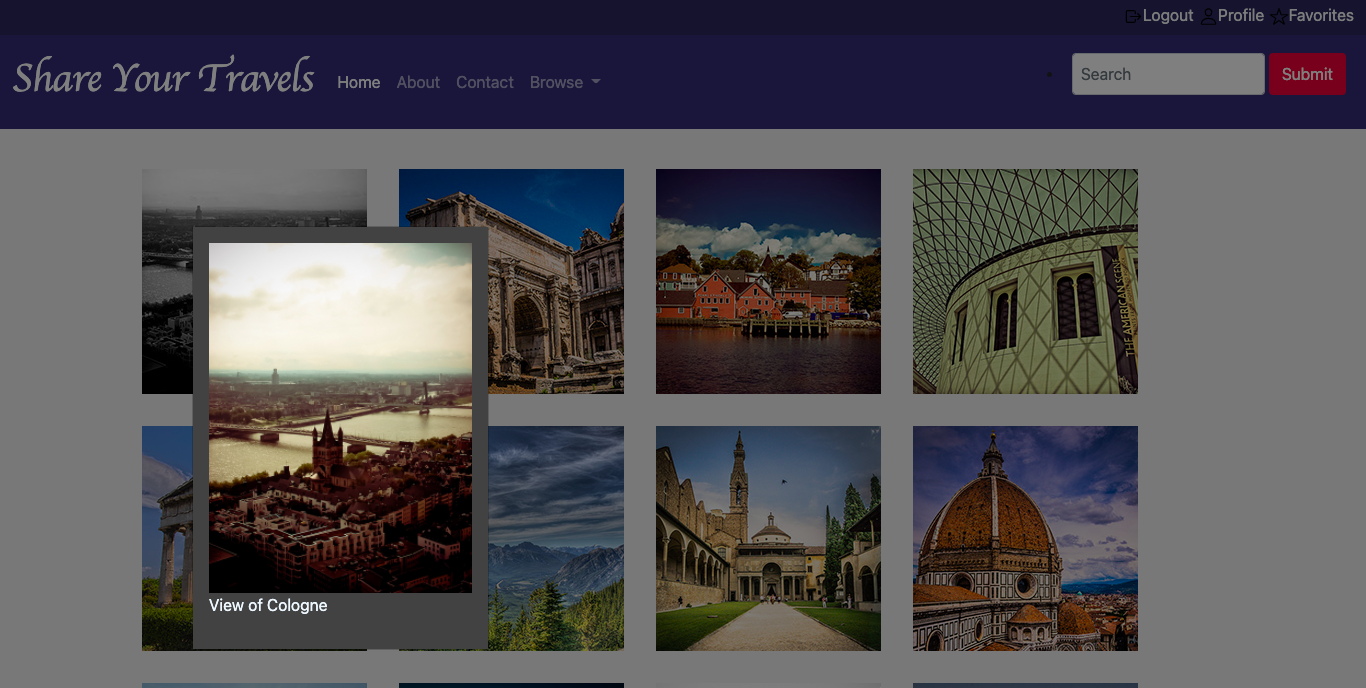 Logout Profile Favorites
Share Your Travels Home About Contact Browse Search Submit
THE AMERICAN SCENE
View of Cologne